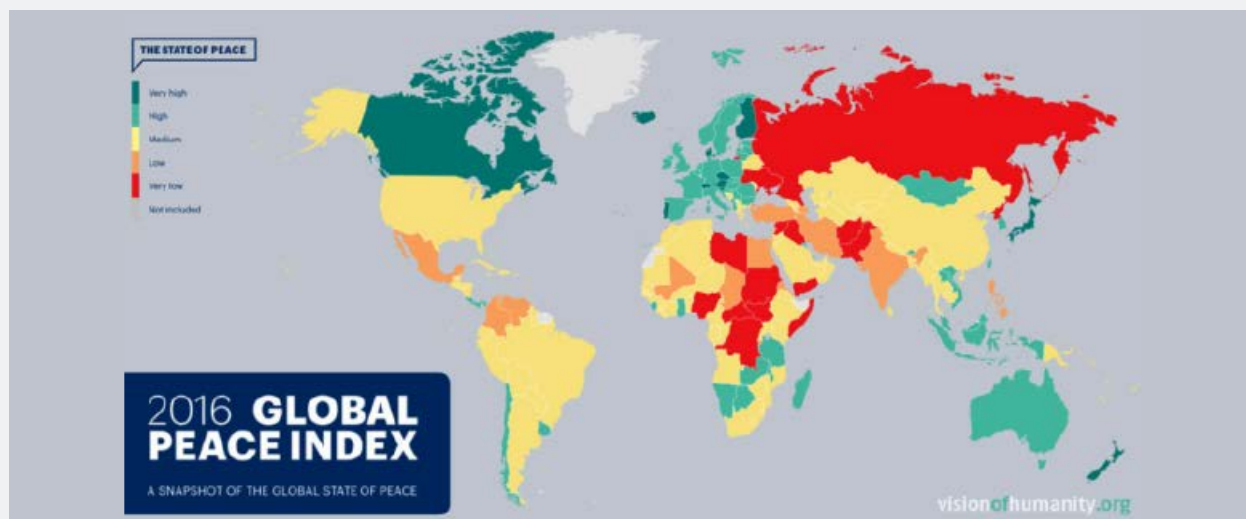 THE STATE OF PEACE
Very high
High
Medium
Low
Very low
Not included
2016 GLOBAL
PEACE INDEX
A SNAPSHOT OF THE GLOBAL STATE OF PEACE
visionofhumanity.org